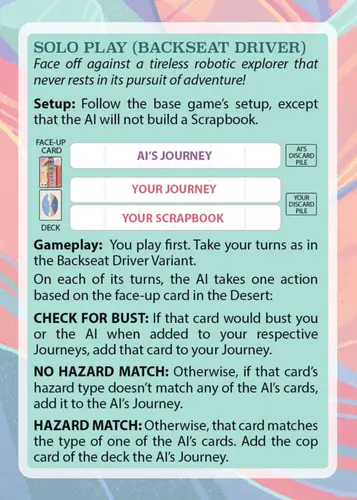 SOLO PLAY (BACKSEAT DRIVER)
Face off against a tireless robotic explorer that
never rests in its pursuit of adventure!
Setup: Follow the base game's setup, except
that the AI will not build a Scrapbook.
FACE-UP
CARD
AI'S JOURNEY
AI'S
DISCARD
PILE
YOUR JOURNEY
YOUR
DISCARD
PILE
YOUR SCRAPBOOK
DECK
Gameplay: You play first. Take your turns as in
the Backseat Driver Variant.
On each of its turns, the AI takes one action
based on the face-up card in the Desert:
CHECK FOR BUST: If that card would bust you
or the AI when added to your respective
Journeys, add that card to your Journey.
NO HAZARD MATCH: Otherwise, if that card's
hazard type doesn't match any of the AI's cards,
add it to the AI's Journey.
HAZARD MATCH: Otherwise, that card matches
the type of one of the AI's cards. Add the cop
card of the deck the AI's Journey.